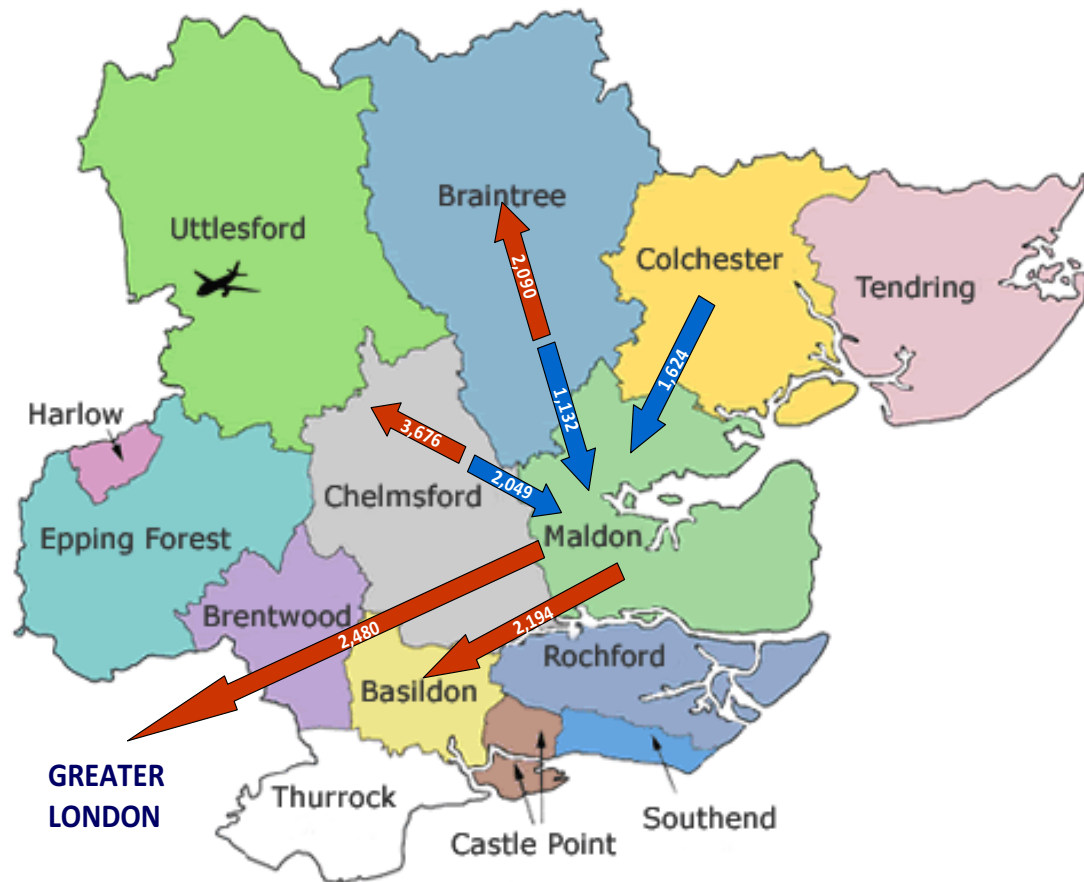 Braintree
Uttlesford
2,090
Colchester
Tendring
1,624
1,132
Harlow
3,676
2,049
Chelmsford
Maldon
Epping Forest
Brentwood
2,480
2,194
Rochford
Basildon
GREATER
LONDON
Thurrock
Southend
Castle Point